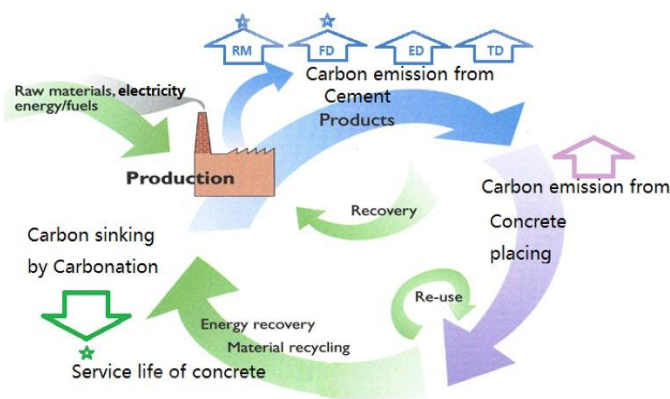 RM FD ED TD
Raw materials, electricity
energy/fuels
Carbon emission from
Cement
Products
Production
Carbon emission from
Concrete
placing
Recovery
Carbon sinking
by Carbonation
Re-use
Energy recovery
Material recycling
Service life of concrete